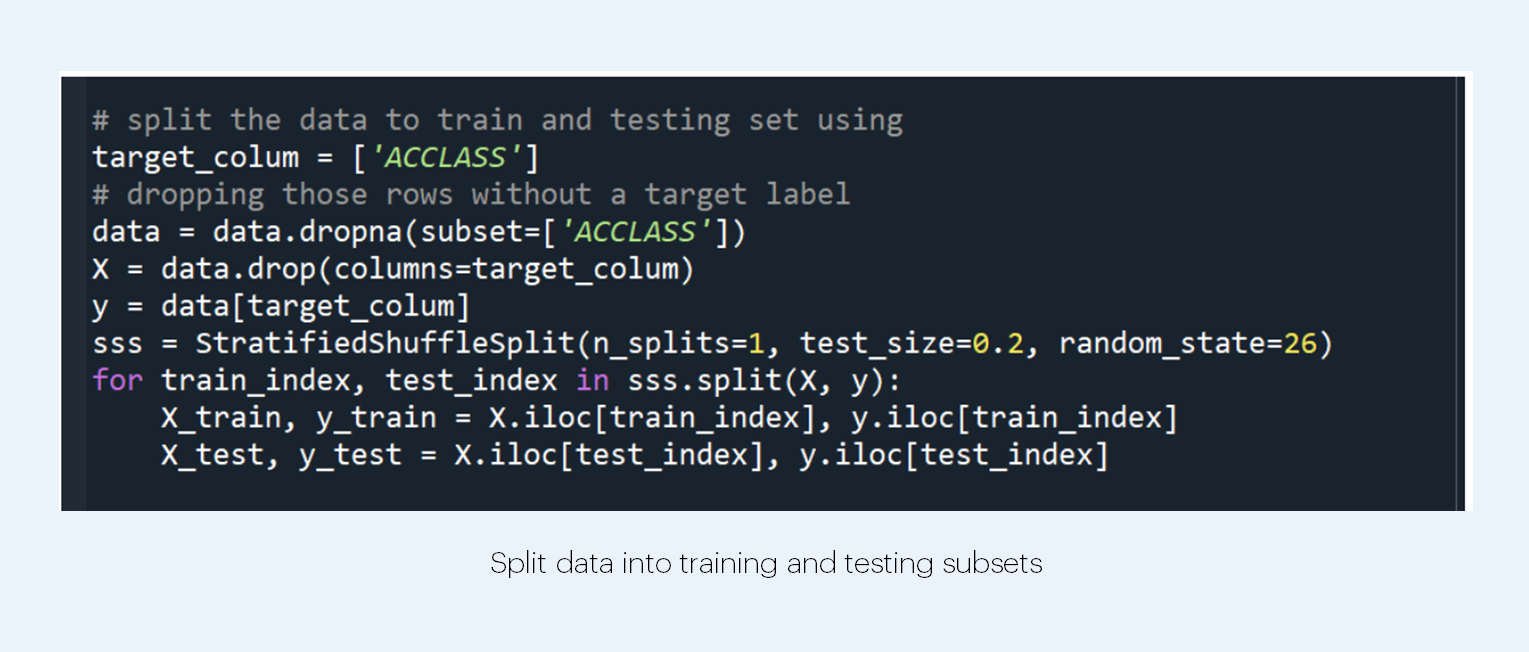 # split the data to train and testing set using
target_colum = ['ACCLASS']
# dropping those rows without a target label
data = data.dropna(subset=['ACCLASS'])
X = data.drop(columns=target_colum)
y = data[target_colum]
sss = StratifiedShuffleSplit(n_splits=1, test_size=0.2, random_state=26)
for train_index, test_index in sss.split(X, y):
    X_train, y_train = X.iloc[train_index], y.iloc[train_index]
    X_test, y_test = X.iloc[test_index], y.iloc[test_index]
Split data into training and testing subsets